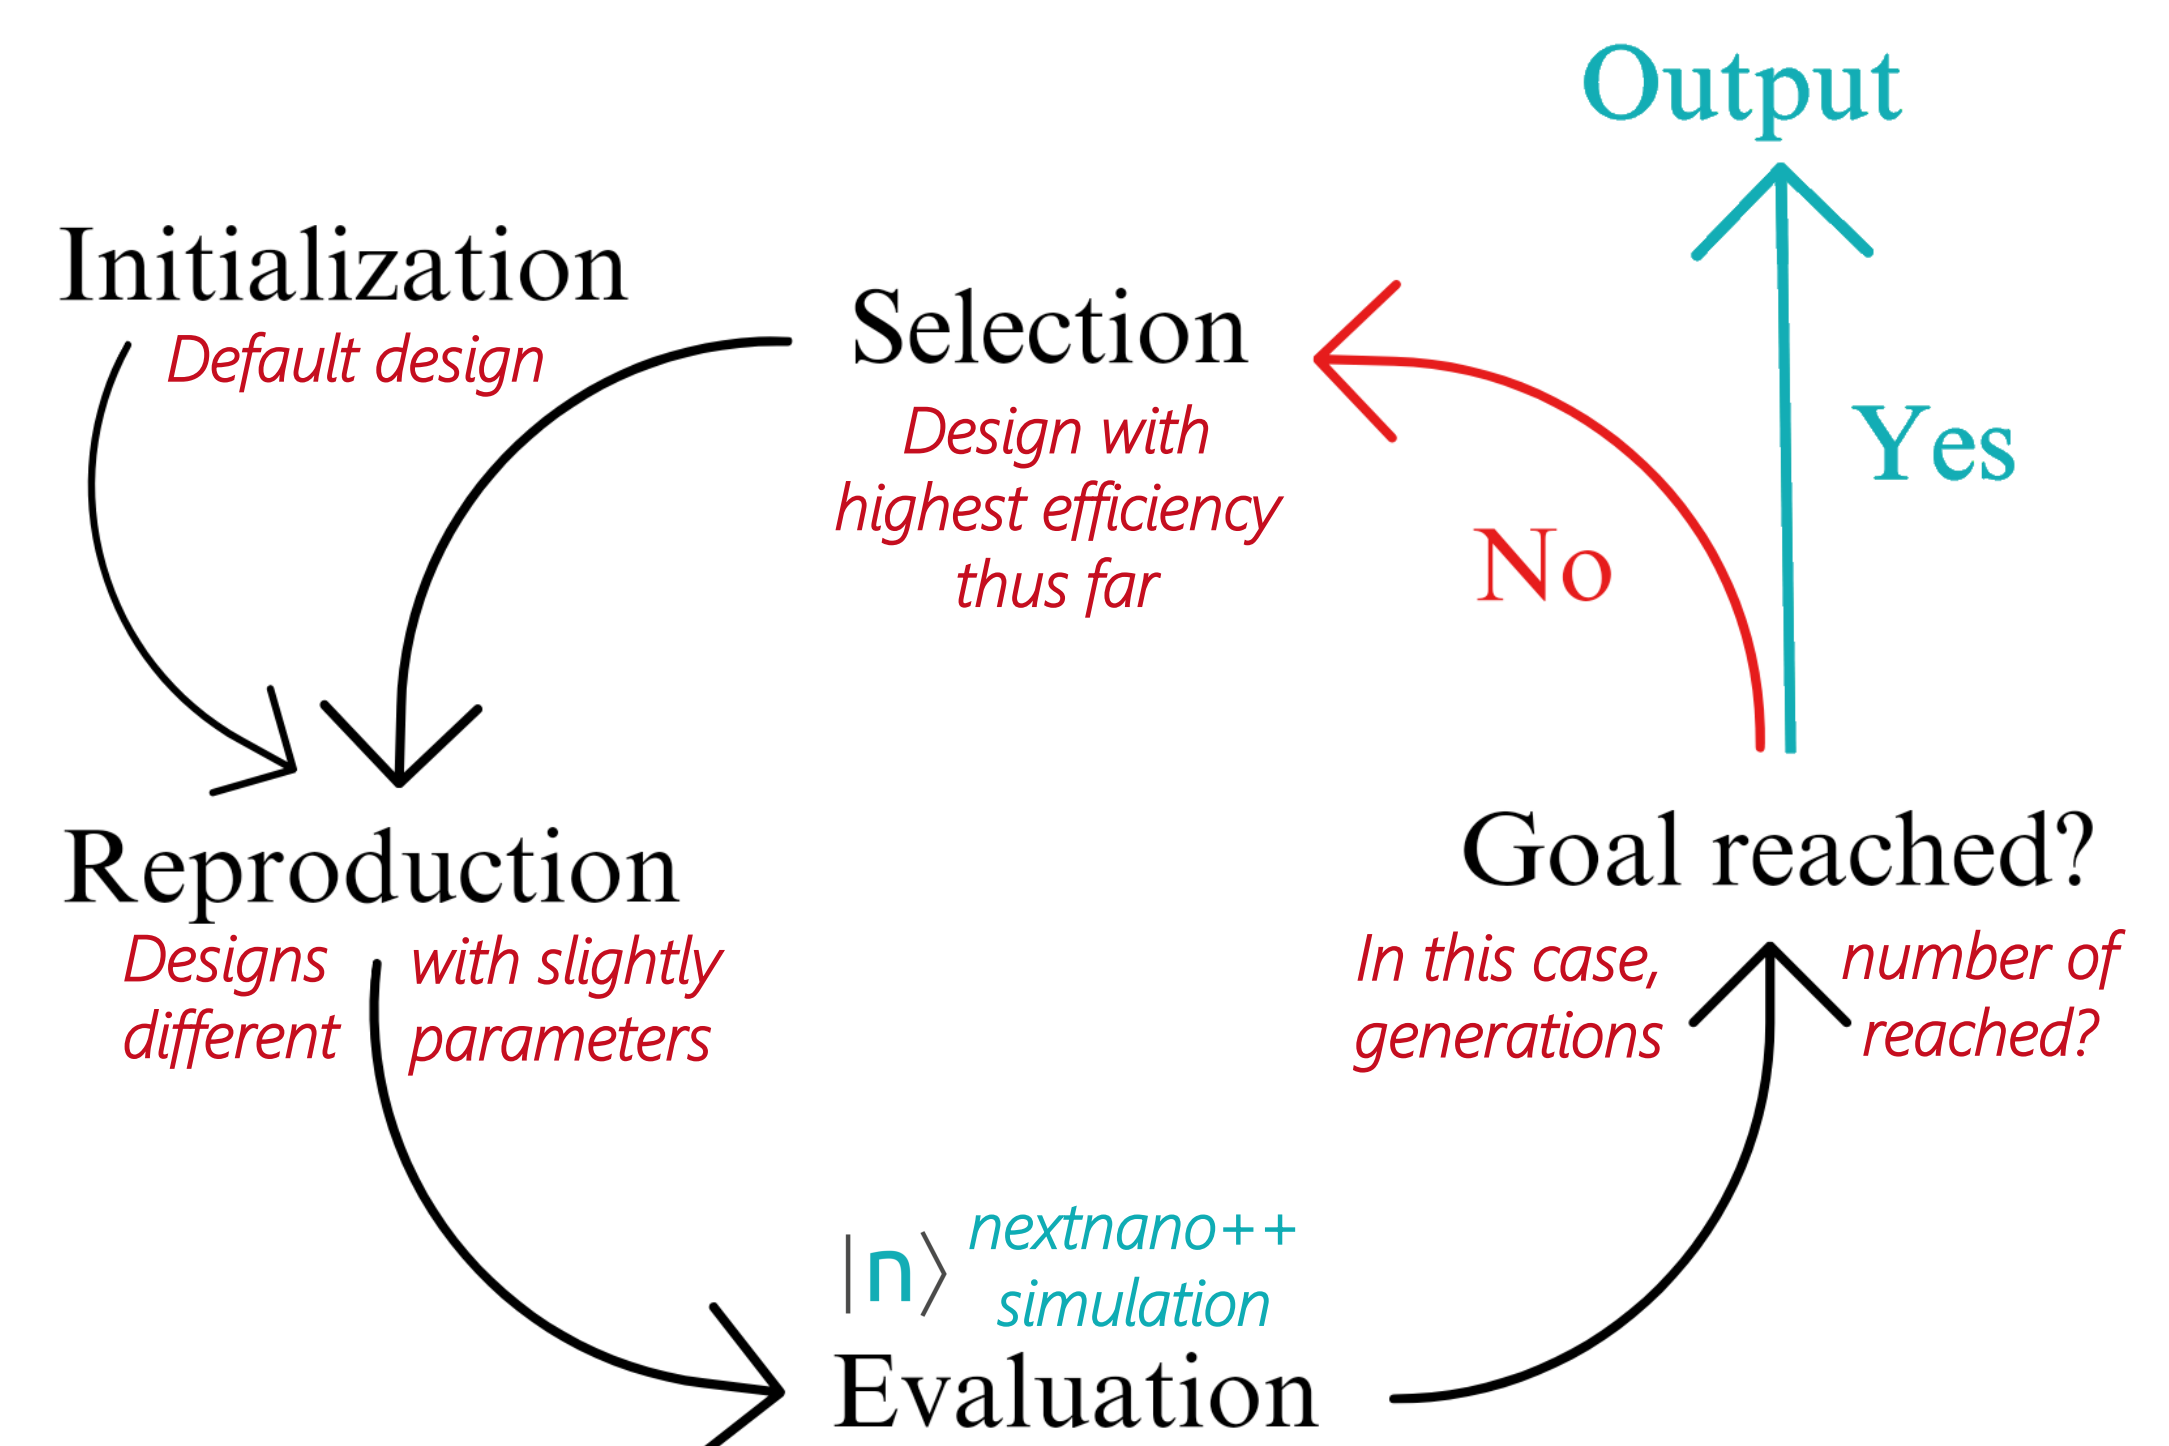 Output
Initialization
Default design
Selection
Design with
highest efficiency
thus far
Yes
No
Reproduction
Designs with slightly
different parameters
Goal reached?
In this case, number of
generations reached?
|n⟩ nextnano++
simulation
Evaluation